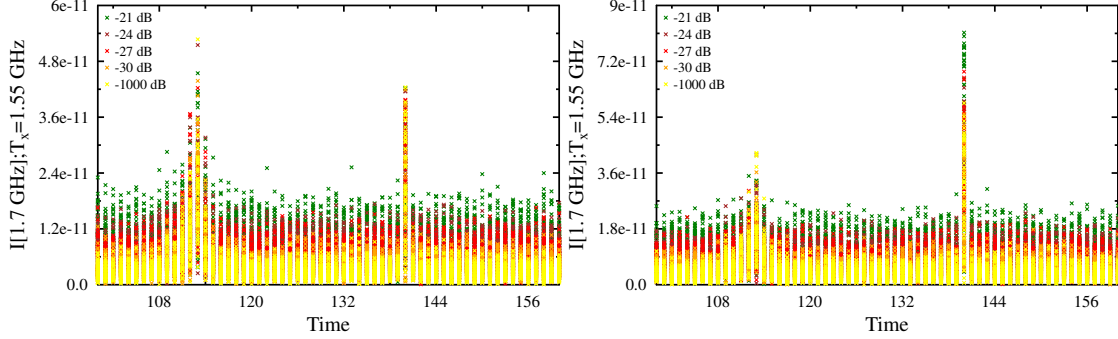 6e-11
4.8e-11
3.6e-11
2.4e-11
1.2e-11
0.0
I[1.7 GHz];Tₓ=1.55 GHz
-21 dB
-24 dB
-27 dB
-30 dB
-1000 dB
108 120 132 144 156
Time
9e-11
7.2e-11
5.4e-11
3.6e-11
1.8e-11
0.0
I[1.7 GHz];Tₓ=1.55 GHz
-21 dB
-24 dB
-27 dB
-30 dB
-1000 dB
108 120 132 144 156
Time